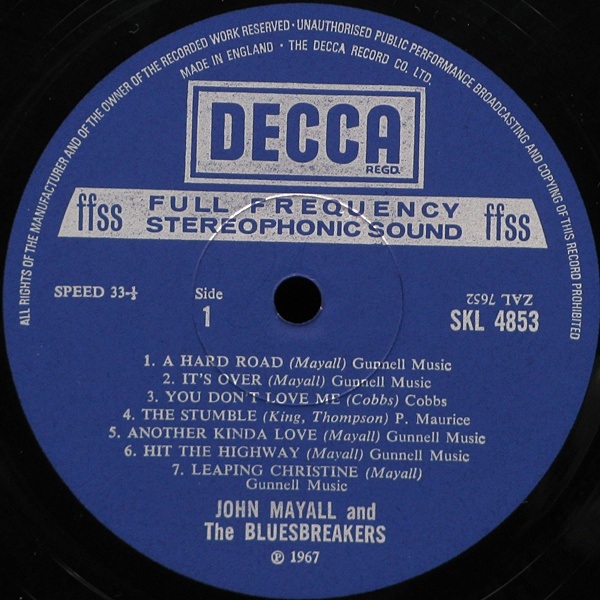 ALL RIGHTS OF THE MANUFACTURER AND OF THE OWNER OF THE RECORDED WORK RESERVED · UNAUTHORISED PUBLIC PERFORMANCE BROADCASTING AND COPYING OF THIS RECORD PROHIBITED
MADE IN ENGLAND · THE DECCA RECORD CO. LTD.
DECCA
REGD.
ffss FULL FREQUENCY STEREOPHONIC SOUND ffss
SPEED 33-⅓
Side
1
ZAL 7652
SKL 4853
1. A HARD ROAD (Mayall) Gunnell Music
2. IT'S OVER (Mayall) Gunnell Music
3. YOU DON'T LOVE ME (Cobbs) Cobbs
4. THE STUMBLE (King, Thompson) P. Maurice
5. ANOTHER KINDA LOVE (Mayall) Gunnell Music
6. HIT THE HIGHWAY (Mayall) Gunnell Music
7. LEAPING CHRISTINE (Mayall)
Gunnell Music
JOHN MAYALL and
The BLUESBREAKERS
℗ 1967